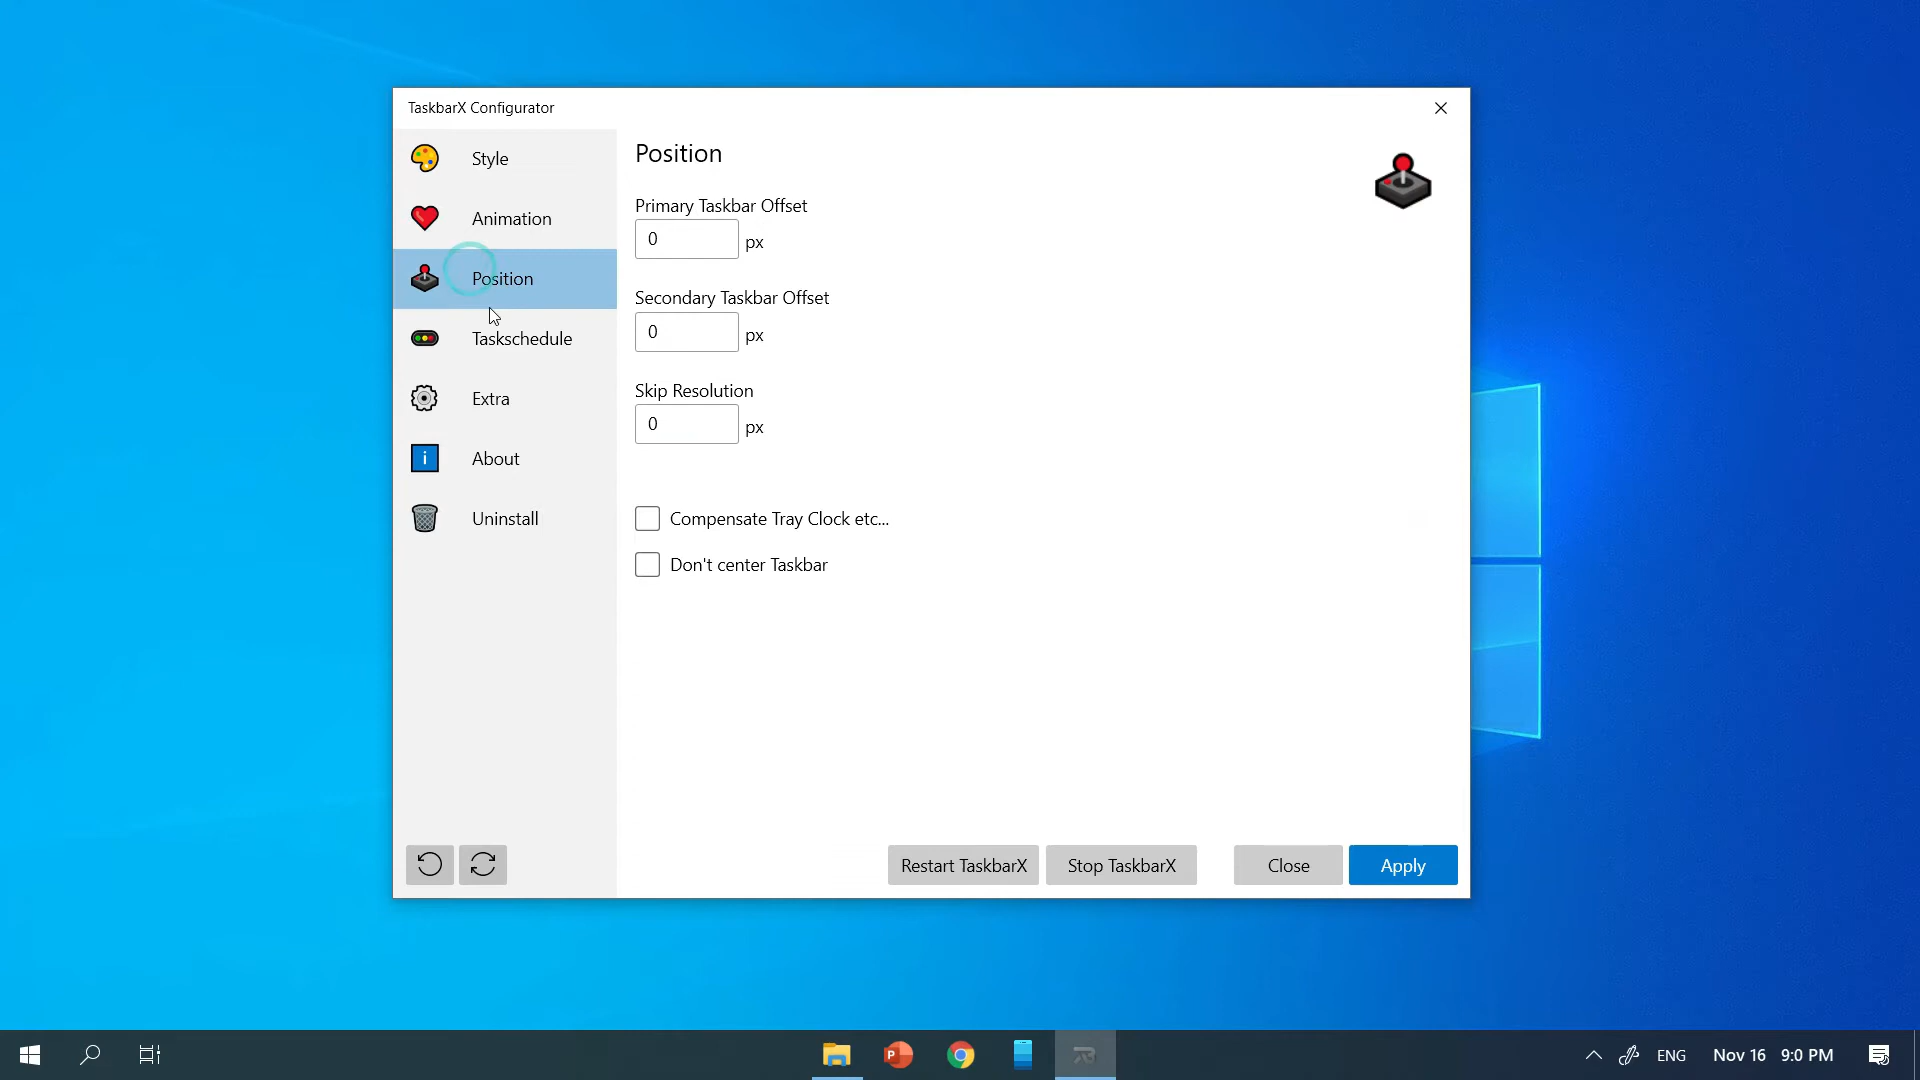 TaskbarX Configurator
Style
Animation
Position
Taskschedule
Extra
i
About
Uninstall
Position
Primary Taskbar Offset
0 px
Secondary Taskbar Offset
0 px
Skip Resolution
0 px
Compensate Tray Clock etc...
Don't center Taskbar
Restart TaskbarX
Stop TaskbarX
Close
Apply
P
ENG
Nov 16 9:0 PM